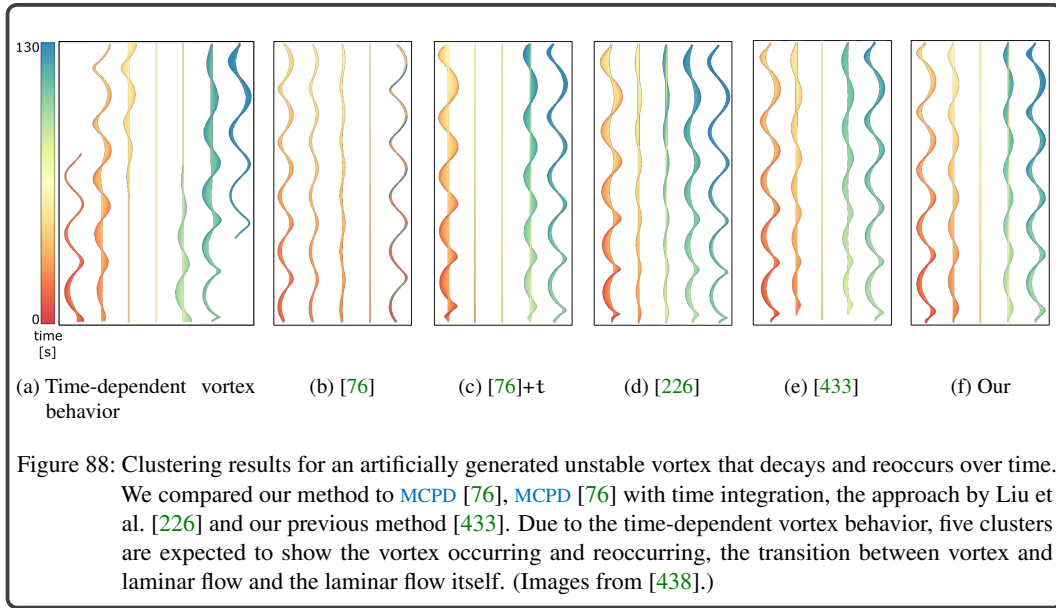 130
0
time
[s]
(a) Time-dependent vortex
behavior
(b) [76]
(c) [76]+t
(d) [226]
(e) [433]
(f) Our
Figure 88: Clustering results for an artificially generated unstable vortex that decays and reoccurs over time.
We compared our method to MCPD [76], MCPD [76] with time integration, the approach by Liu et
al. [226] and our previous method [433]. Due to the time-dependent vortex behavior, five clusters
are expected to show the vortex occurring and reoccurring, the transition between vortex and
laminar flow and the laminar flow itself. (Images from [438].)